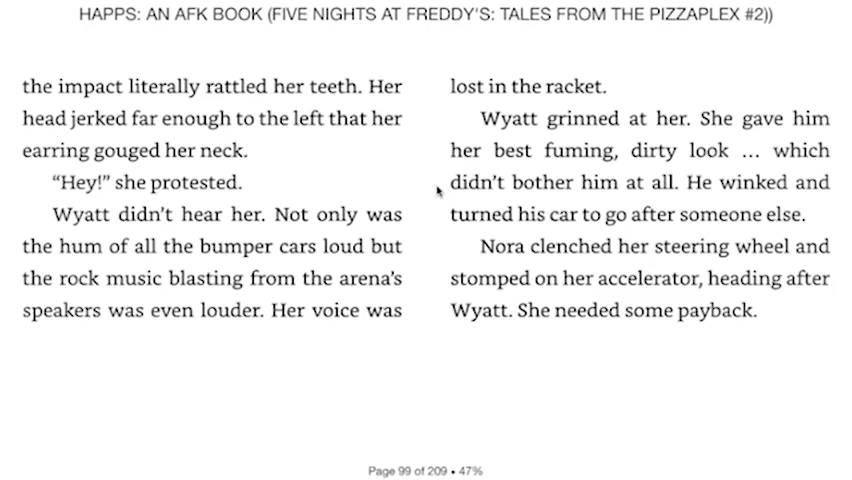 HAPPS: AN AFK BOOK (FIVE NIGHTS AT FREDDY'S: TALES FROM THE PIZZAPLEX #2))
the impact literally rattled her teeth. Her
head jerked far enough to the left that her
earring gouged her neck.
“Hey!” she protested.
Wyatt didn’t hear her. Not only was
the hum of all the bumper cars loud but
the rock music blasting from the arena’s
speakers was even louder. Her voice was
lost in the racket.
Wyatt grinned at her. She gave him
her best fuming, dirty look ... which
didn’t bother him at all. He winked and
turned his car to go after someone else.
Nora clenched her steering wheel and
stomped on her accelerator, heading after
Wyatt. She needed some payback.
Page 99 of 209 • 47%